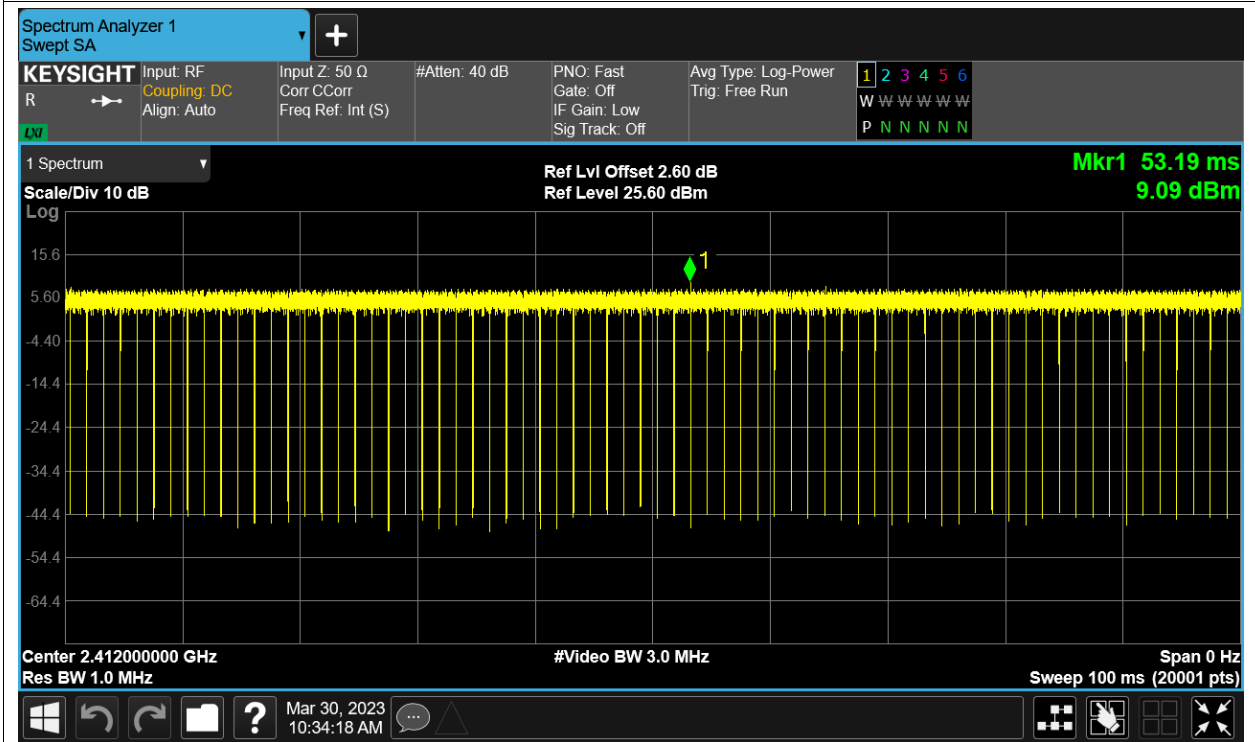 Spectrum Analyzer 1
Swept SA
+
KEYSIGHT
R
LXI
Input: RF
Coupling: DC
Align: Auto
Input Z: 50 Ω
Corr CCorr
Freq Ref: Int (S)
#Atten: 40 dB
PNO: Fast
Gate: Off
IF Gain: Low
Sig Track: Off
Avg Type: Log-Power
Trig: Free Run
1 2 3 4 5 6
W W W W W W
P N N N N N
1 Spectrum
Scale/Div 10 dB
Ref Lvl Offset 2.60 dB
Ref Level 25.60 dBm
Mkr1 53.19 ms
9.09 dBm
Log
15.6
5.60
-4.40
-14.4
-24.4
-34.4
-44.4
-54.4
-64.4
1
Center 2.412000000 GHz
Res BW 1.0 MHz
#Video BW 3.0 MHz
Span 0 Hz
Sweep 100 ms (20001 pts)
?
Mar 30, 2023
10:34:18 AM